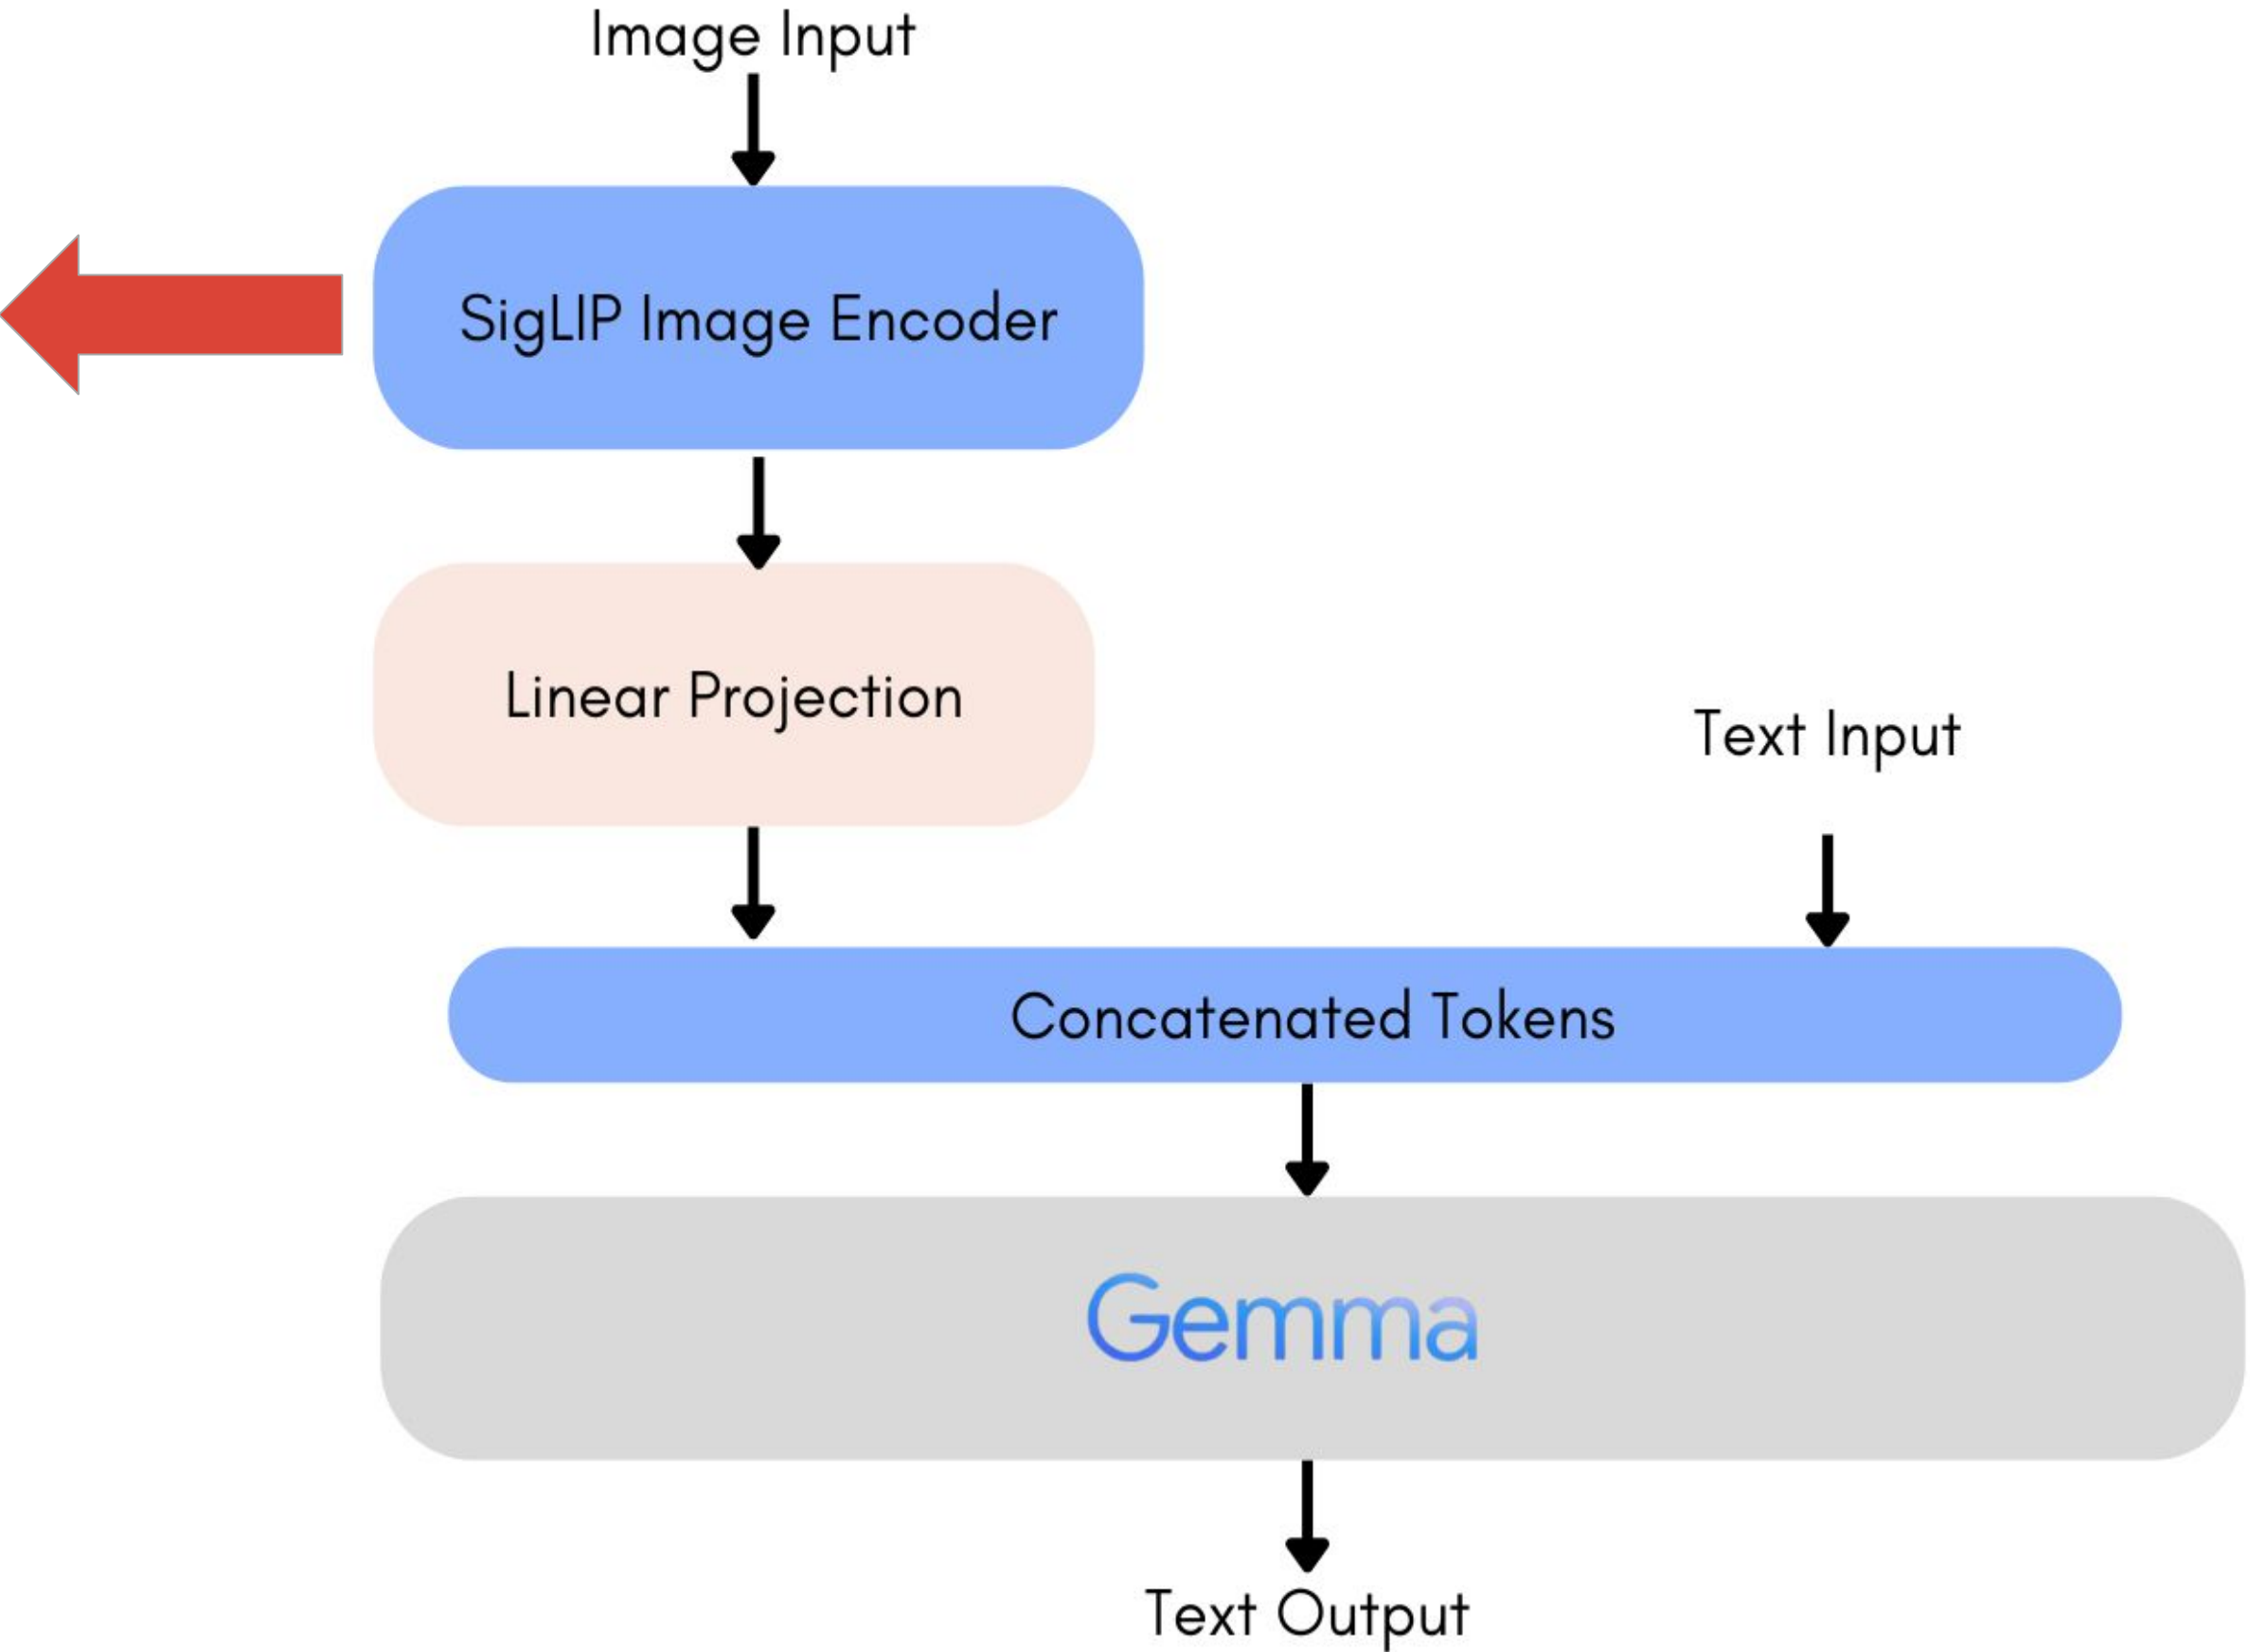 Image Input
SigLIP Image Encoder
Linear Projection
Text Input
Concatenated Tokens
Gemma
Text Output